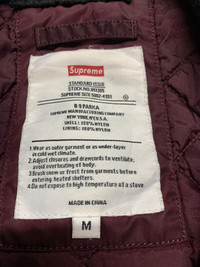 Supreme
STANDARD ISSUE
SUPREME SIZE
B-9 PARKA
SUPREME MANUFACTURING COMPANY
NEW YORK, N.Y. U.S.A.
SHELL : 100% NYLON
LINING : 100% NYLON
1. Wear as outer garment or as under-layer
in cold wet climate.
2. Adjust closures and drawcords to ventilate;
avoid overheating of body.
3. Brush snow or frost from garments before
entering heated shelters.
4. Do not expose to high temperature of a stove
MADE IN CHINA
M